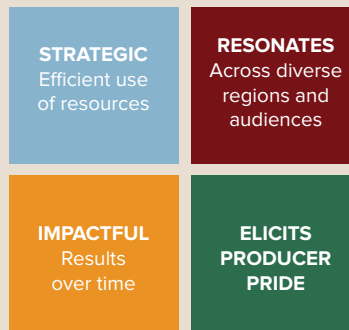 STRATEGIC
Efficient use
of resources
RESONATES
Across diverse
regions and
audiences
IMPACTFUL
Results
over time
ELICITS
PRODUCER
PRIDE